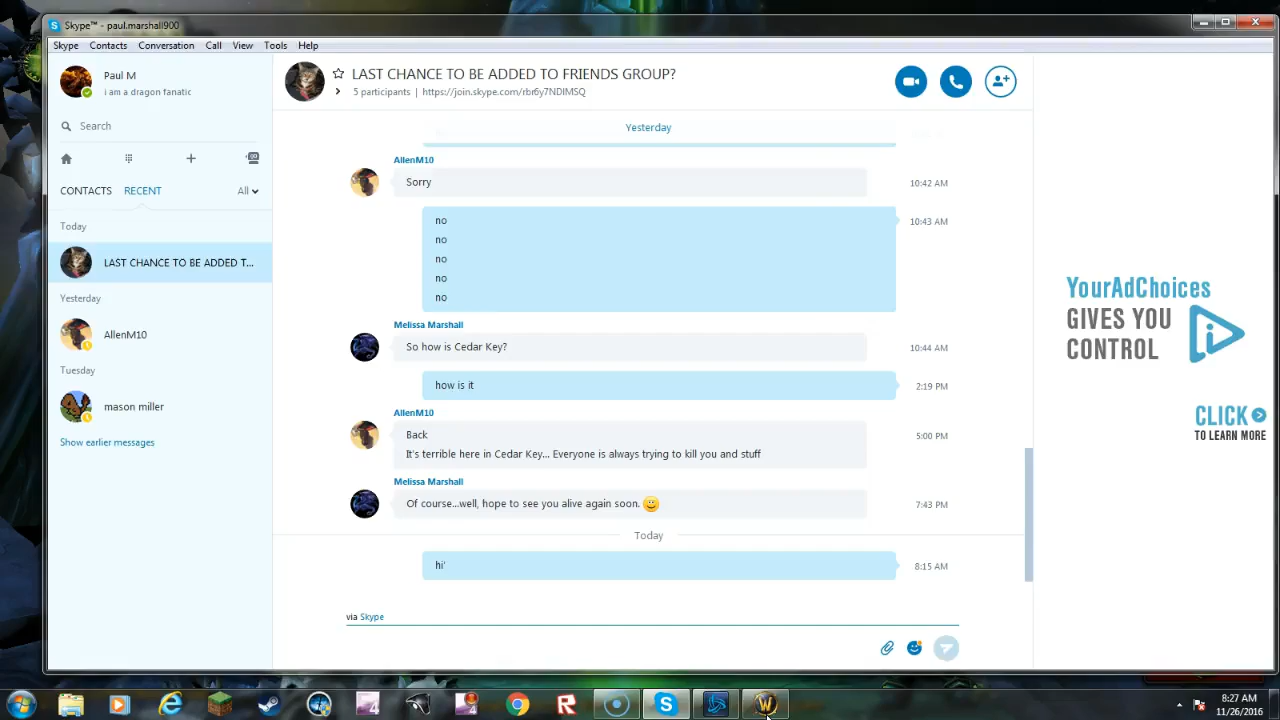 Skype™ - paul.marshall900
Skype Contacts Conversation Call View Tools Help
Paul M
i am a dragon fanatic
Search
CONTACTS RECENT All
Today
LAST CHANCE TO BE ADDED T...
Yesterday
AllenM10
Tuesday
mason miller
Show earlier messages
LAST CHANCE TO BE ADDED TO FRIENDS GROUP?
5 participants | https://join.skype.com/rbr6y7NDIMSQ
Yesterday
AllenM10
Sorry 10:42 AM
no 10:43 AM
no
no
no
no
Melissa Marshall
So how is Cedar Key? 10:44 AM
how is it 2:19 PM
AllenM10
Back 5:00 PM
It's terrible here in Cedar Key... Everyone is always trying to kill you and stuff
Melissa Marshall
Of course...well, hope to see you alive again soon. 7:43 PM
Today
hi' 8:15 AM
via Skype
YourAdChoices
GIVES YOU
CONTROL
CLICK
TO LEARN MORE
8:27 AM
11/26/2016